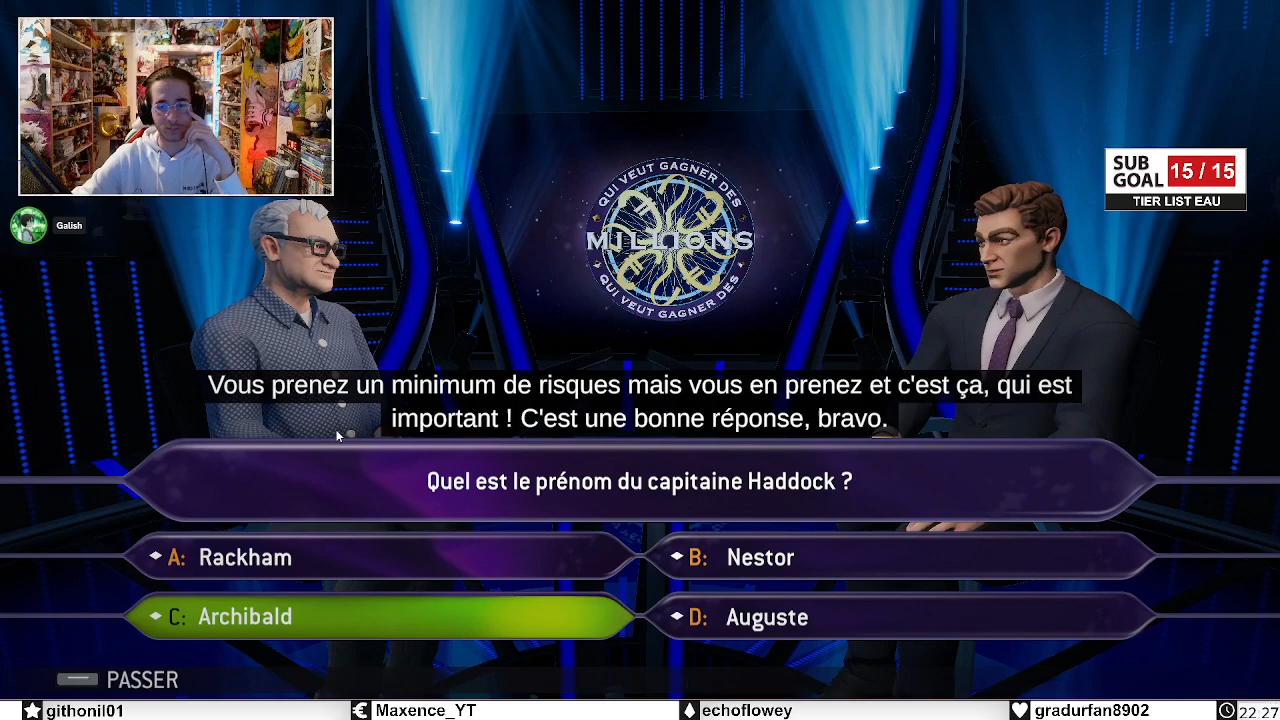 SUB GOAL 15 / 15
TIER LIST EAU
Galish
QUI VEUT GAGNER DES
MILLIONS
QUI VEUT GAGNER DES
Vous prenez un minimum de risques mais vous en prenez et c'est ça, qui est
important ! C'est une bonne réponse, bravo.
Quel est le prénom du capitaine Haddock ?
A: Rackham
B: Nestor
C: Archibald
D: Auguste
PASSER
githonil01
Maxence_YT
echoflowey
gradurfan8902
22:27